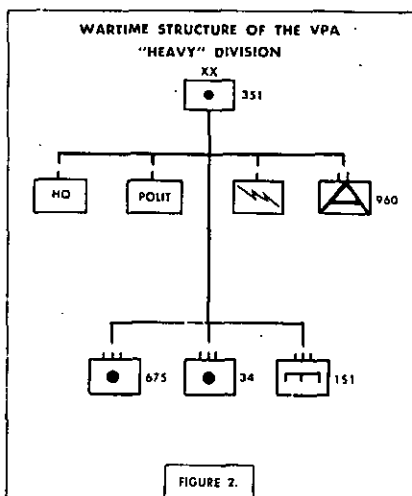 WARTIME STRUCTURE OF THE VPA
"HEAVY" DIVISION
XX
351
HQ
POLIT
960
675
34
151
FIGURE 2.